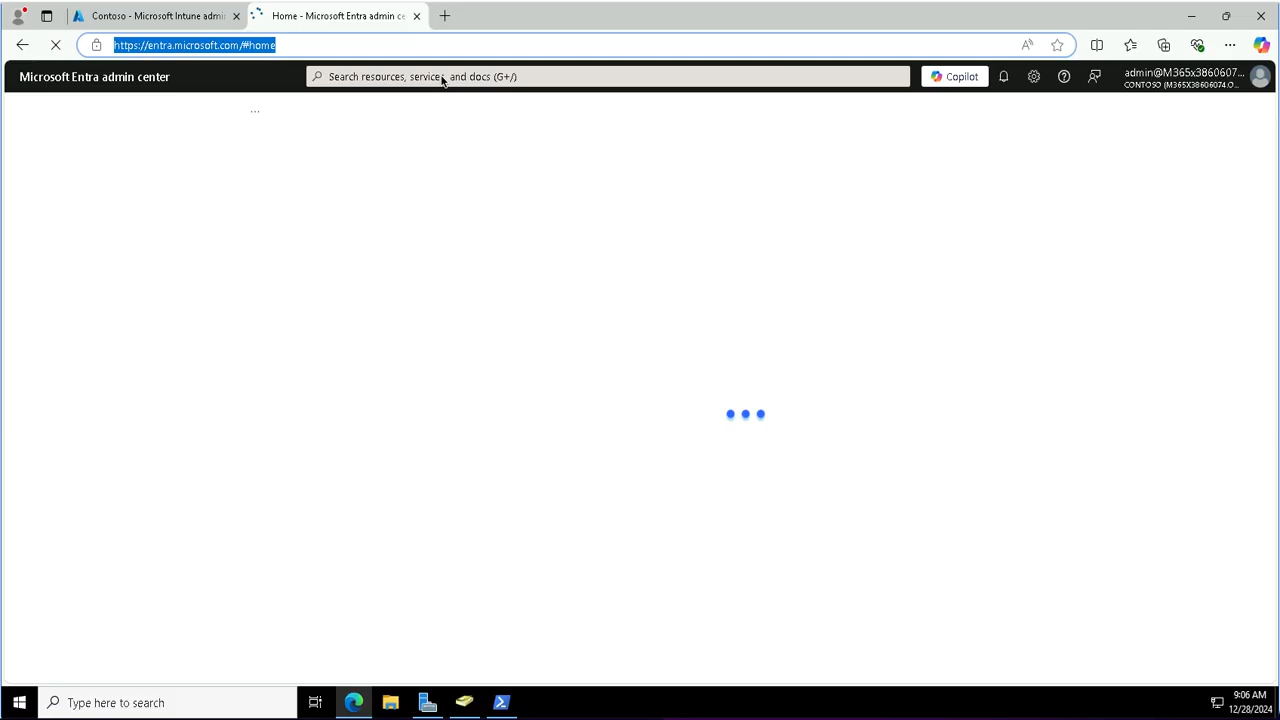 Contoso - Microsoft Intune admi
Home - Microsoft Entra admin ce
https://entra.microsoft.com/#home
Microsoft Entra admin center
Search resources, services, and docs (G+/)
Copilot
admin@M365x3860607...
CONTOSO (M365X38606074.O...
...
Type here to search
9:06 AM
12/28/2024